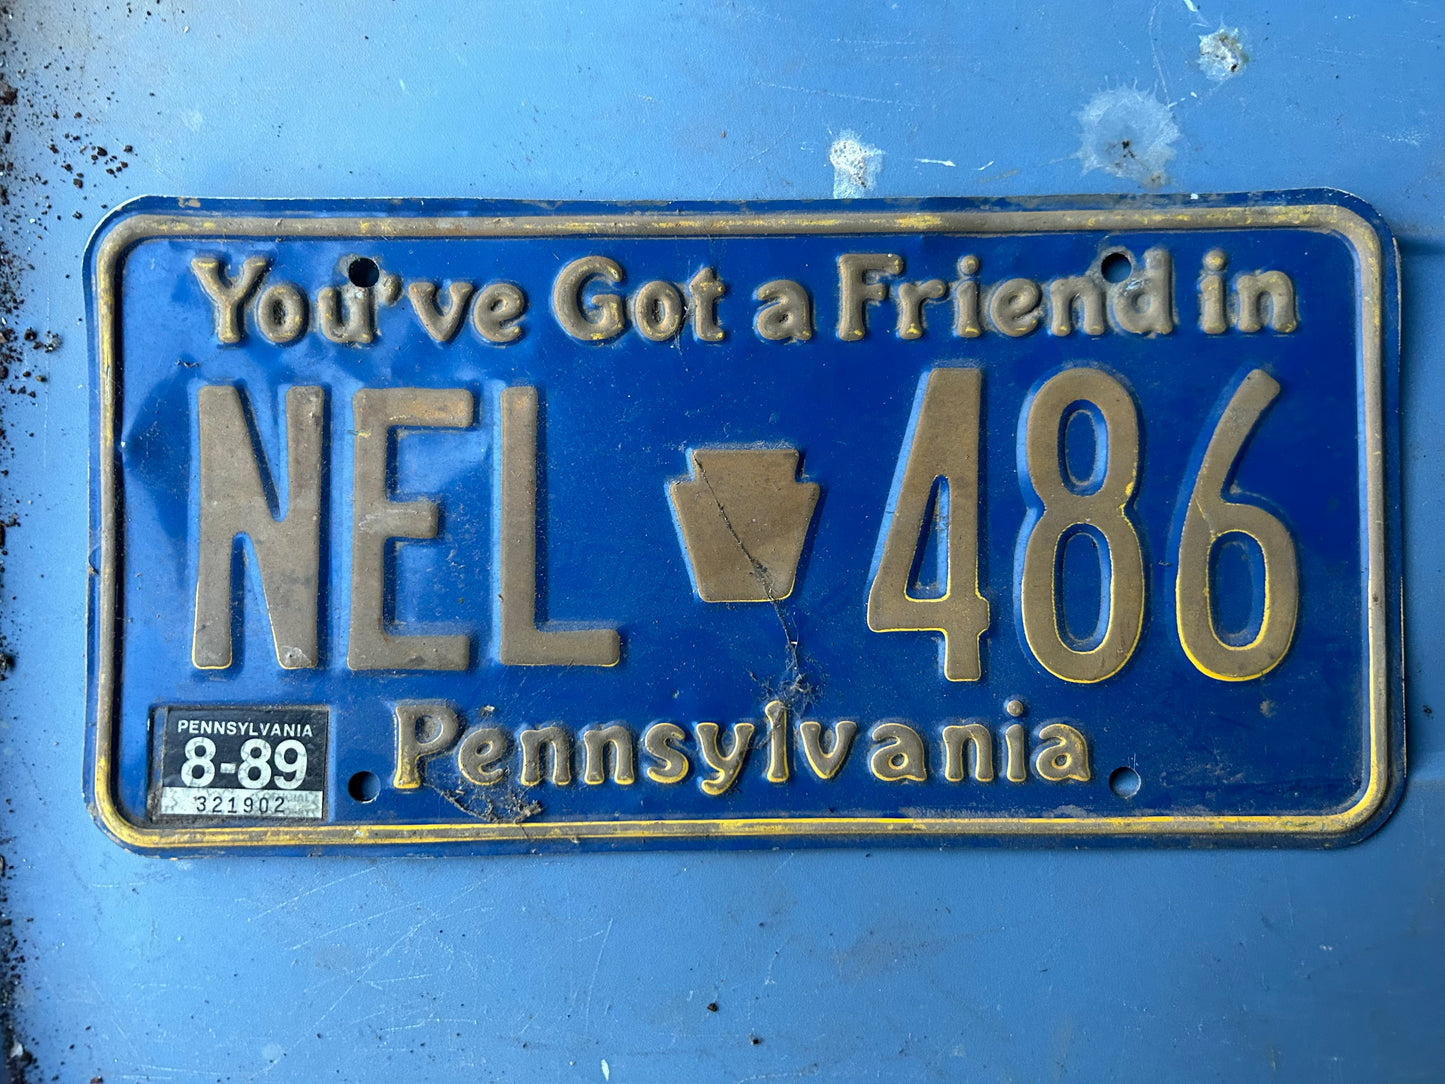 You've Got a Friend in
NEL 486
Pennsylvania
PENNSYLVANIA
8-89
321902